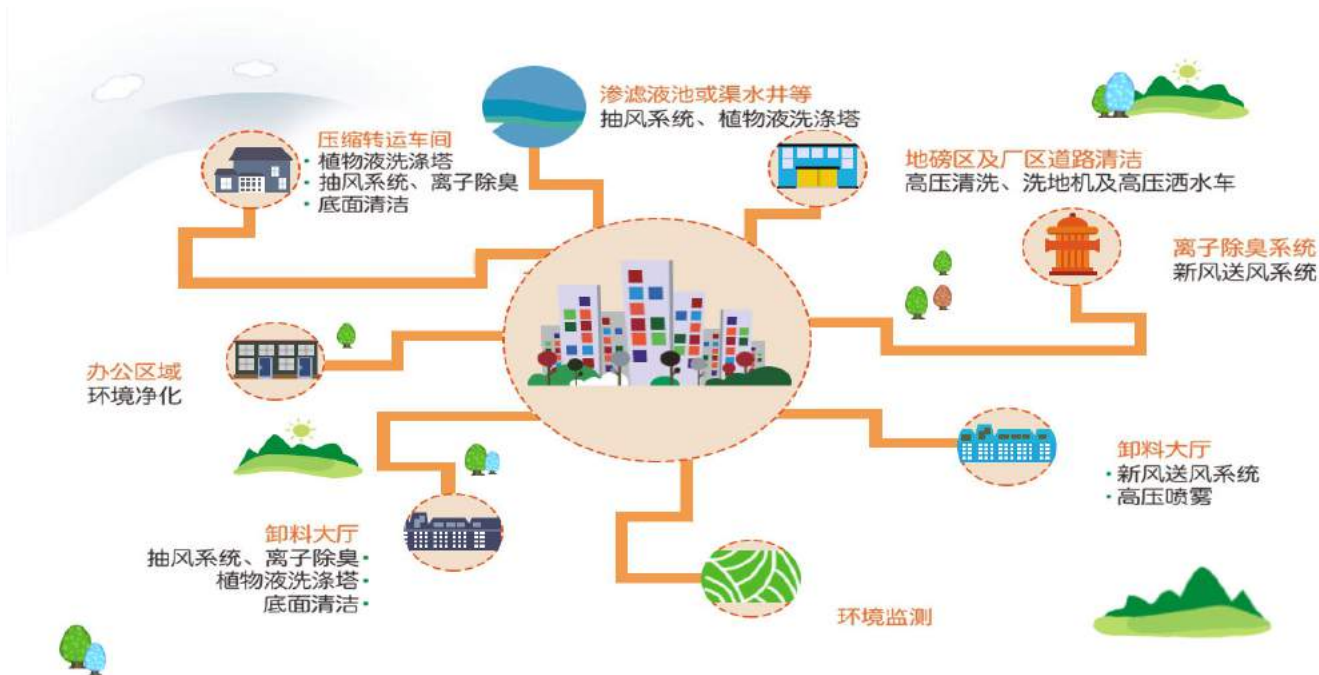 渗滤液池或渠水井等
抽风系统、植物液洗涤塔
压缩转运车间
· 植物液洗涤塔
· 抽风系统、离子除臭
· 底面清洁
地磅区及厂区道路清洁
高压清洗、洗地机及高压洒水车
离子除臭系统
新风送风系统
办公区域
环境净化
卸料大厅
· 新风送风系统
· 高压喷雾
卸料大厅
抽风系统、离子除臭 ·
植物液洗涤塔 ·
底面清洁 ·
环境监测